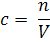 c = n/V